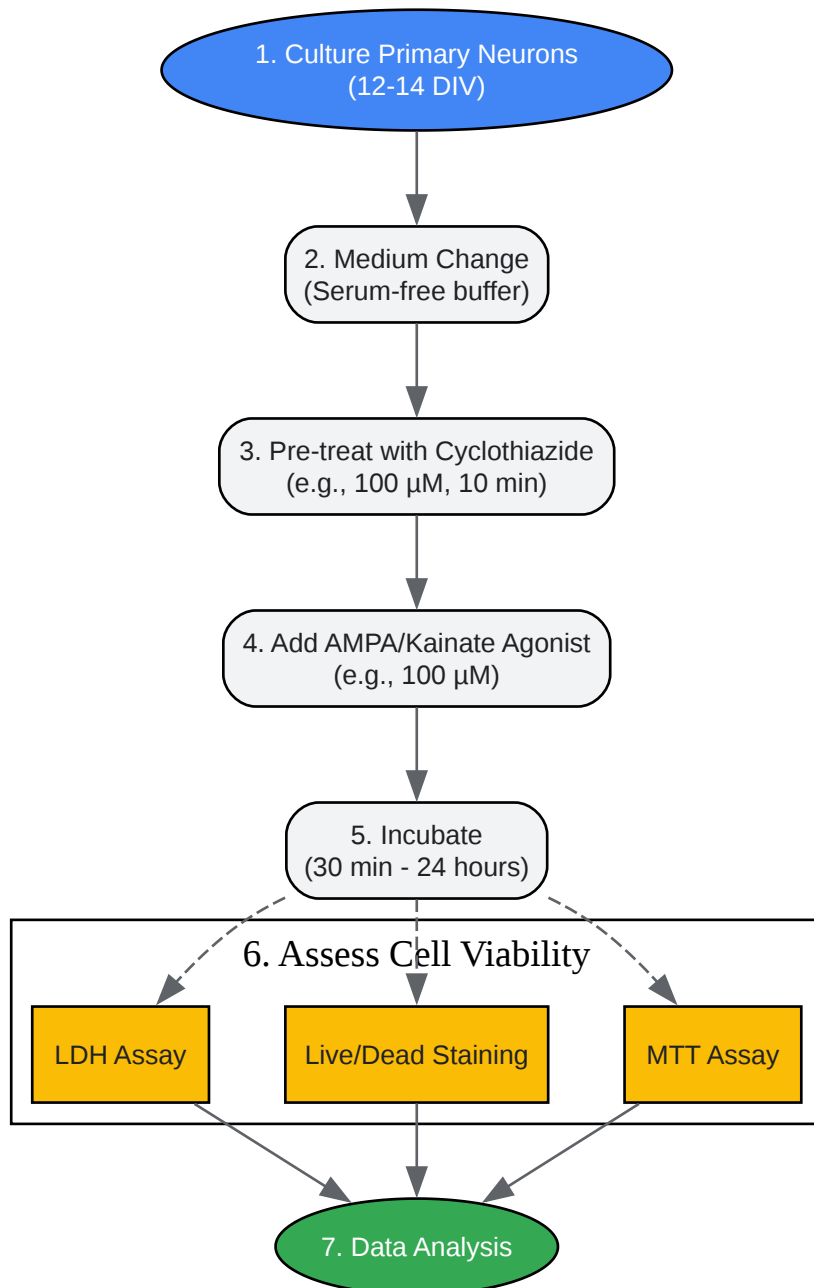 1. Culture Primary Neurons
(12-14 DIV)
2. Medium Change
(Serum-free buffer)
3. Pre-treat with Cyclothiazide
(e.g., 100 µM, 10 min)
4. Add AMPA/Kainate Agonist
(e.g., 100 µM)
5. Incubate
(30 min - 24 hours)
6. Assess Cell Viability
LDH Assay
Live/Dead Staining
MTT Assay
7. Data Analysis